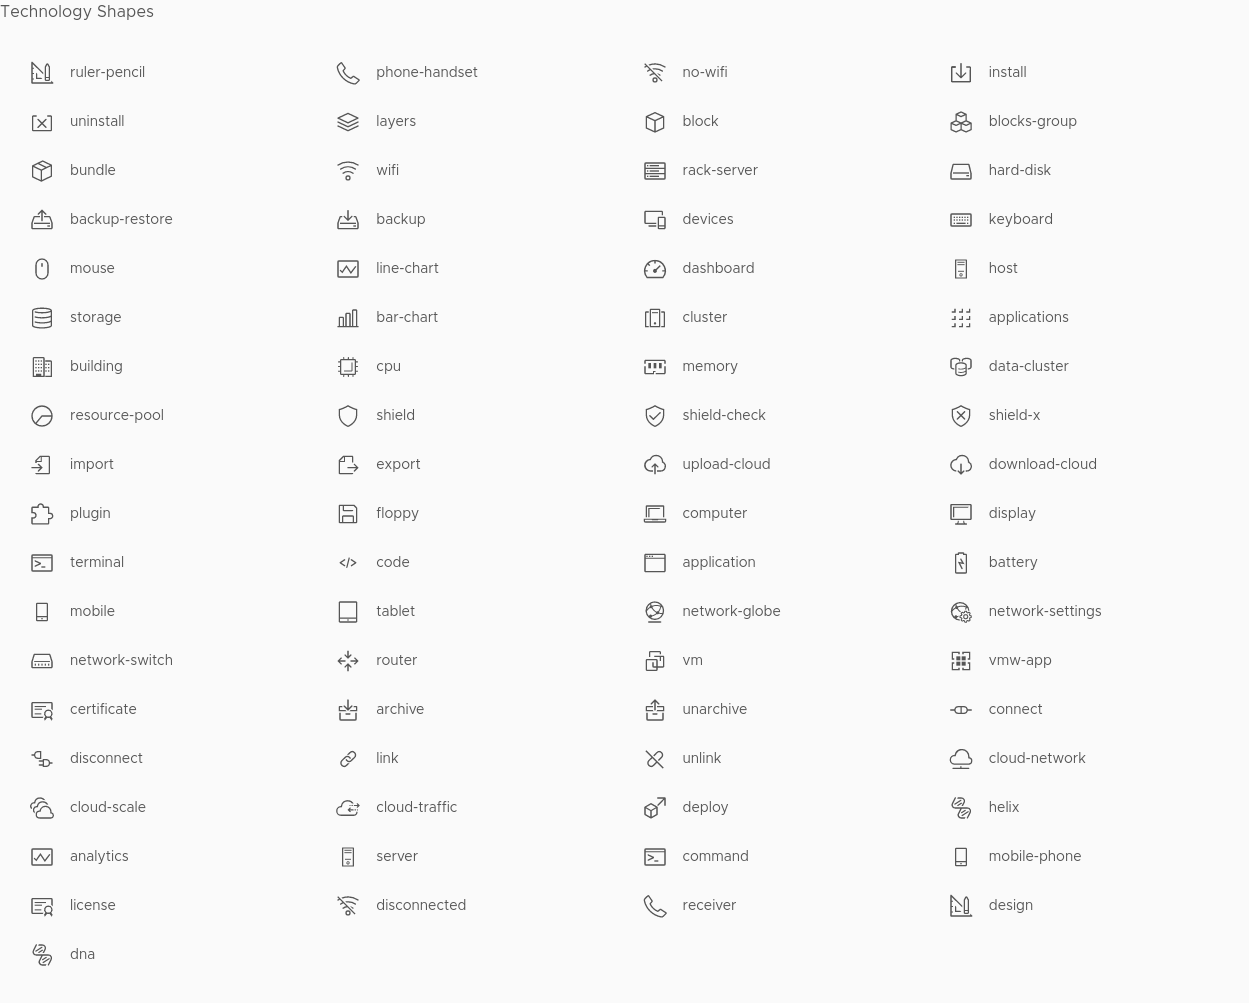 Technology Shapes
ruler-pencil phone-handset no-wifi install
uninstall layers block blocks-group
bundle wifi rack-server hard-disk
backup-restore backup devices keyboard
mouse line-chart dashboard host
storage bar-chart cluster applications
building cpu memory data-cluster
resource-pool shield shield-check shield-x
import export upload-cloud download-cloud
plugin floppy computer display
terminal code application battery
mobile tablet network-globe network-settings
network-switch router vm vmw-app
certificate archive unarchive connect
disconnect link unlink cloud-network
cloud-scale cloud-traffic deploy helix
analytics server command mobile-phone
license disconnected receiver design
dna